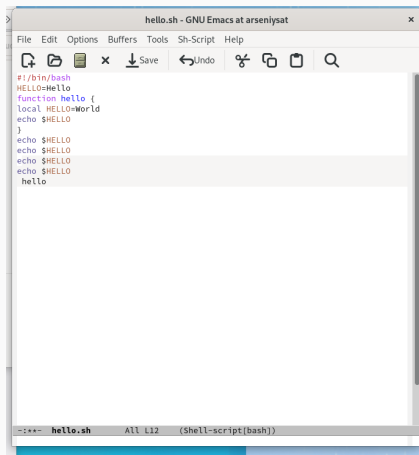 hello.sh - GNU Emacs at arseniysat
File Edit Options Buffers Tools Sh-Script Help
Save Undo
#!/bin/bash
HELLO=Hello
function hello {
local HELLO=World
echo $HELLO
}
echo $HELLO
echo $HELLO
echo $HELLO
echo $HELLO
hello
-:**- hello.sh All L12 (Shell-script[bash])